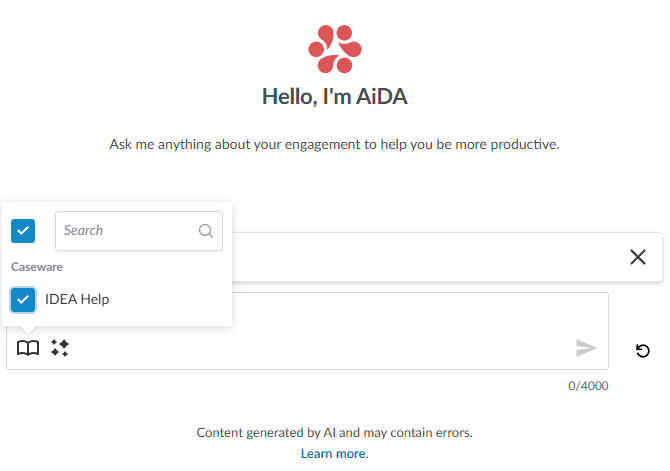 Hello, I'm AiDA
Ask me anything about your engagement to help you be more productive.
Search
Caseware
IDEA Help
0/4000
Content generated by AI and may contain errors.
Learn more.